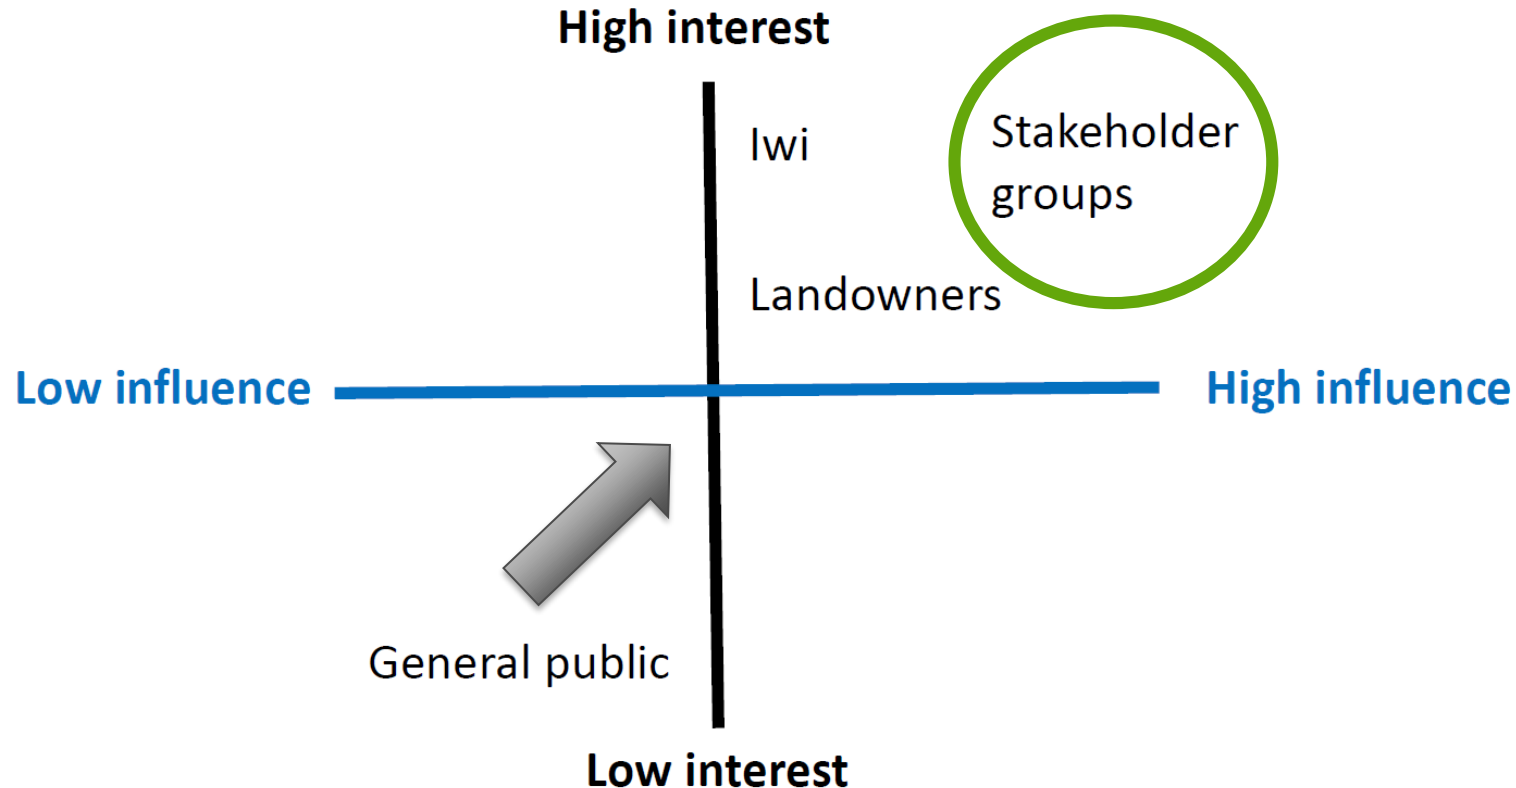 High interest
Iwi
Stakeholder
groups
Landowners
Low influence
High influence
General public
Low interest